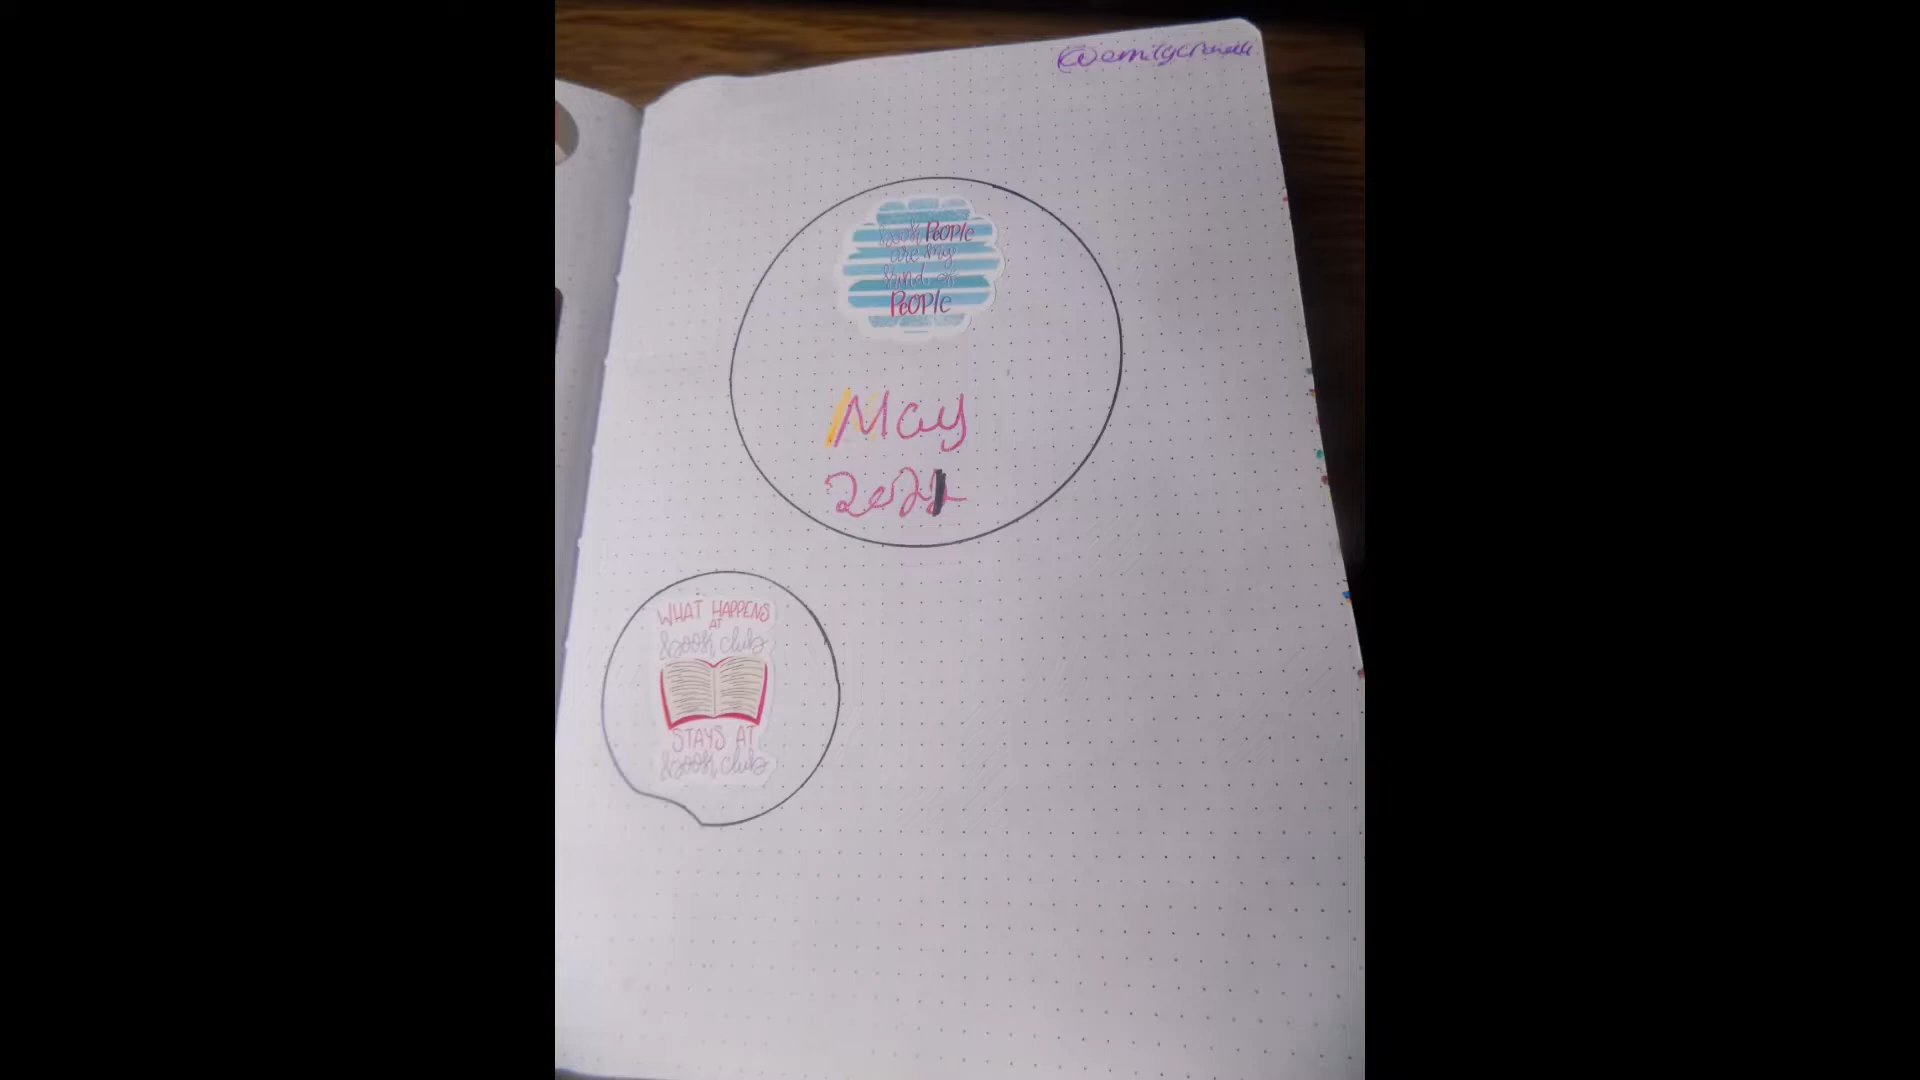 book PEOPLE
are my
kind of
PEOPLE
May
WHAT HAPPENS
AT
book club
STAYS AT
book club